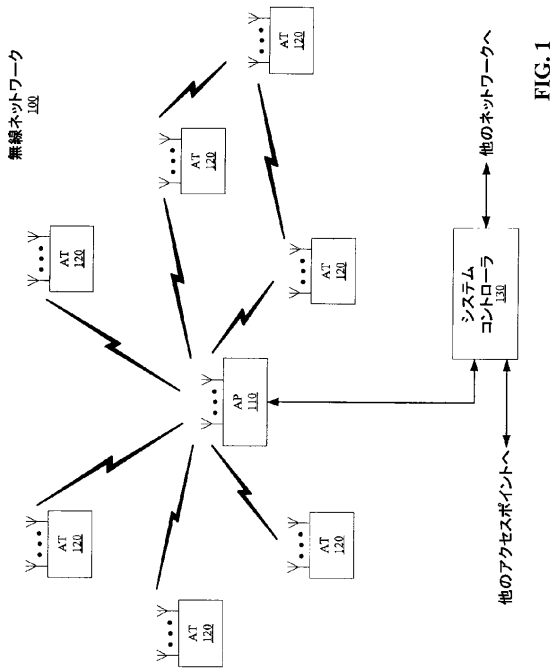 無線ネットワーク
100
AT
120
AT
120
AT
120
AT
120
AT
120
AT
120
AT
120
AP
110
システム
コントローラ
130
他のアクセスポイントへ
他のネットワークへ
FIG. 1